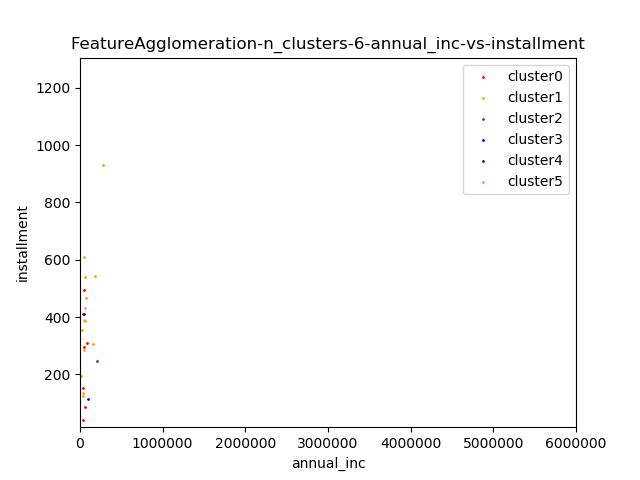 FeatureAgglomeration-n_clusters-6-annual_inc-vs-installment
1200
1000
800
600
400
200
installment
0 1000000 2000000 3000000 4000000 5000000 6000000
annual_inc
cluster0
cluster1
cluster2
cluster3
cluster4
cluster5